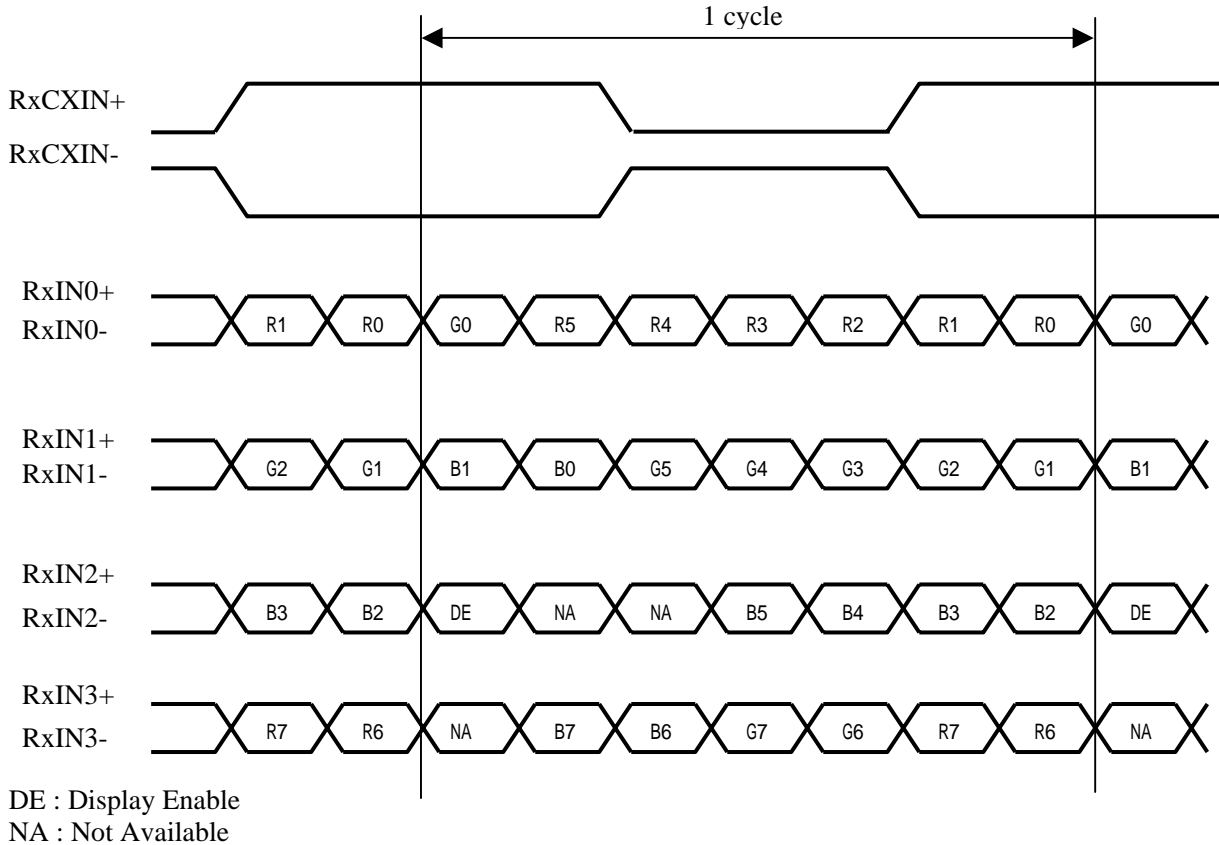 1 cycle
RxCXIN+
RxCXIN-
RxIN0+
RxIN0-
R1 R0 G0 R5 R4 R3 R2 R1 R0 G0
RxIN1+
RxIN1-
G2 G1 B1 B0 G5 G4 G3 G2 G1 B1
RxIN2+
RxIN2-
B3 B2 DE NA NA B5 B4 B3 B2 DE
RxIN3+
RxIN3-
R7 R6 NA B7 B6 G7 G6 R7 R6 NA
DE : Display Enable
NA : Not Available